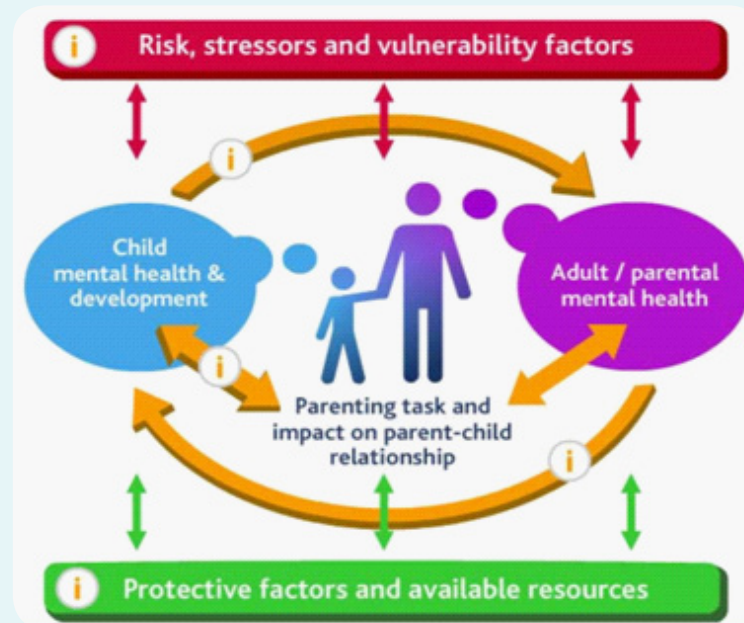 i Risk, stressors and vulnerability factors
i
Child
mental health &
development
Adult / parental
mental health
i
Parenting task and
impact on parent-child
relationship
i
i Protective factors and available resources